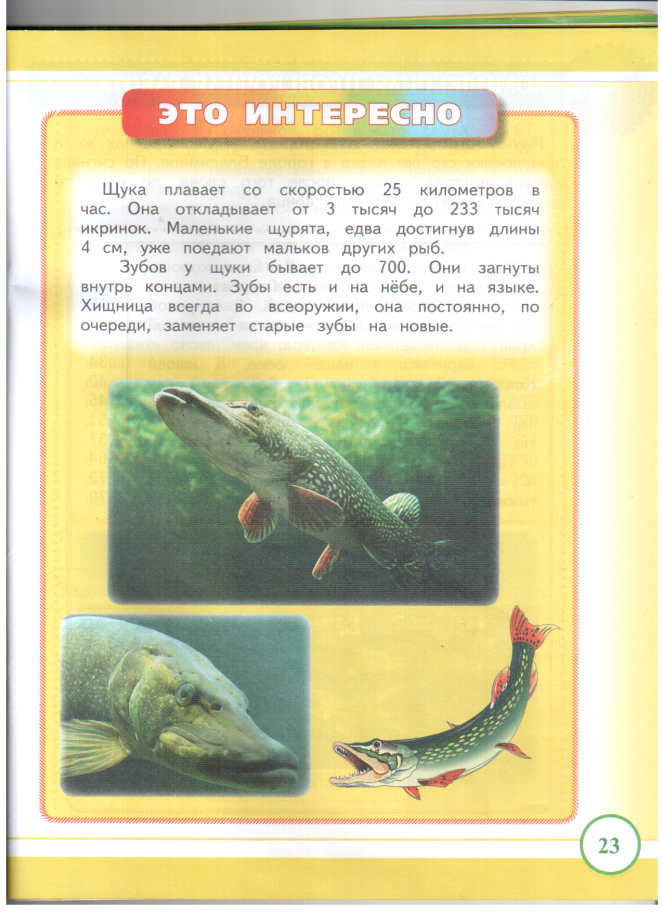 ЭТО ИНТЕРЕСНО
Щука плавает со скоростью 25 километров в
час. Она откладывает от 3 тысяч до 233 тысяч
икринок. Маленькие щурята, едва достигнув длины
4 см, уже поедают мальков других рыб.
Зубов у щуки бывает до 700. Они загнуты
внутрь концами. Зубы есть и на нёбе, и на языке.
Хищница всегда во всеоружии, она постоянно, по
очереди, заменяет старые зубы на новые.
23